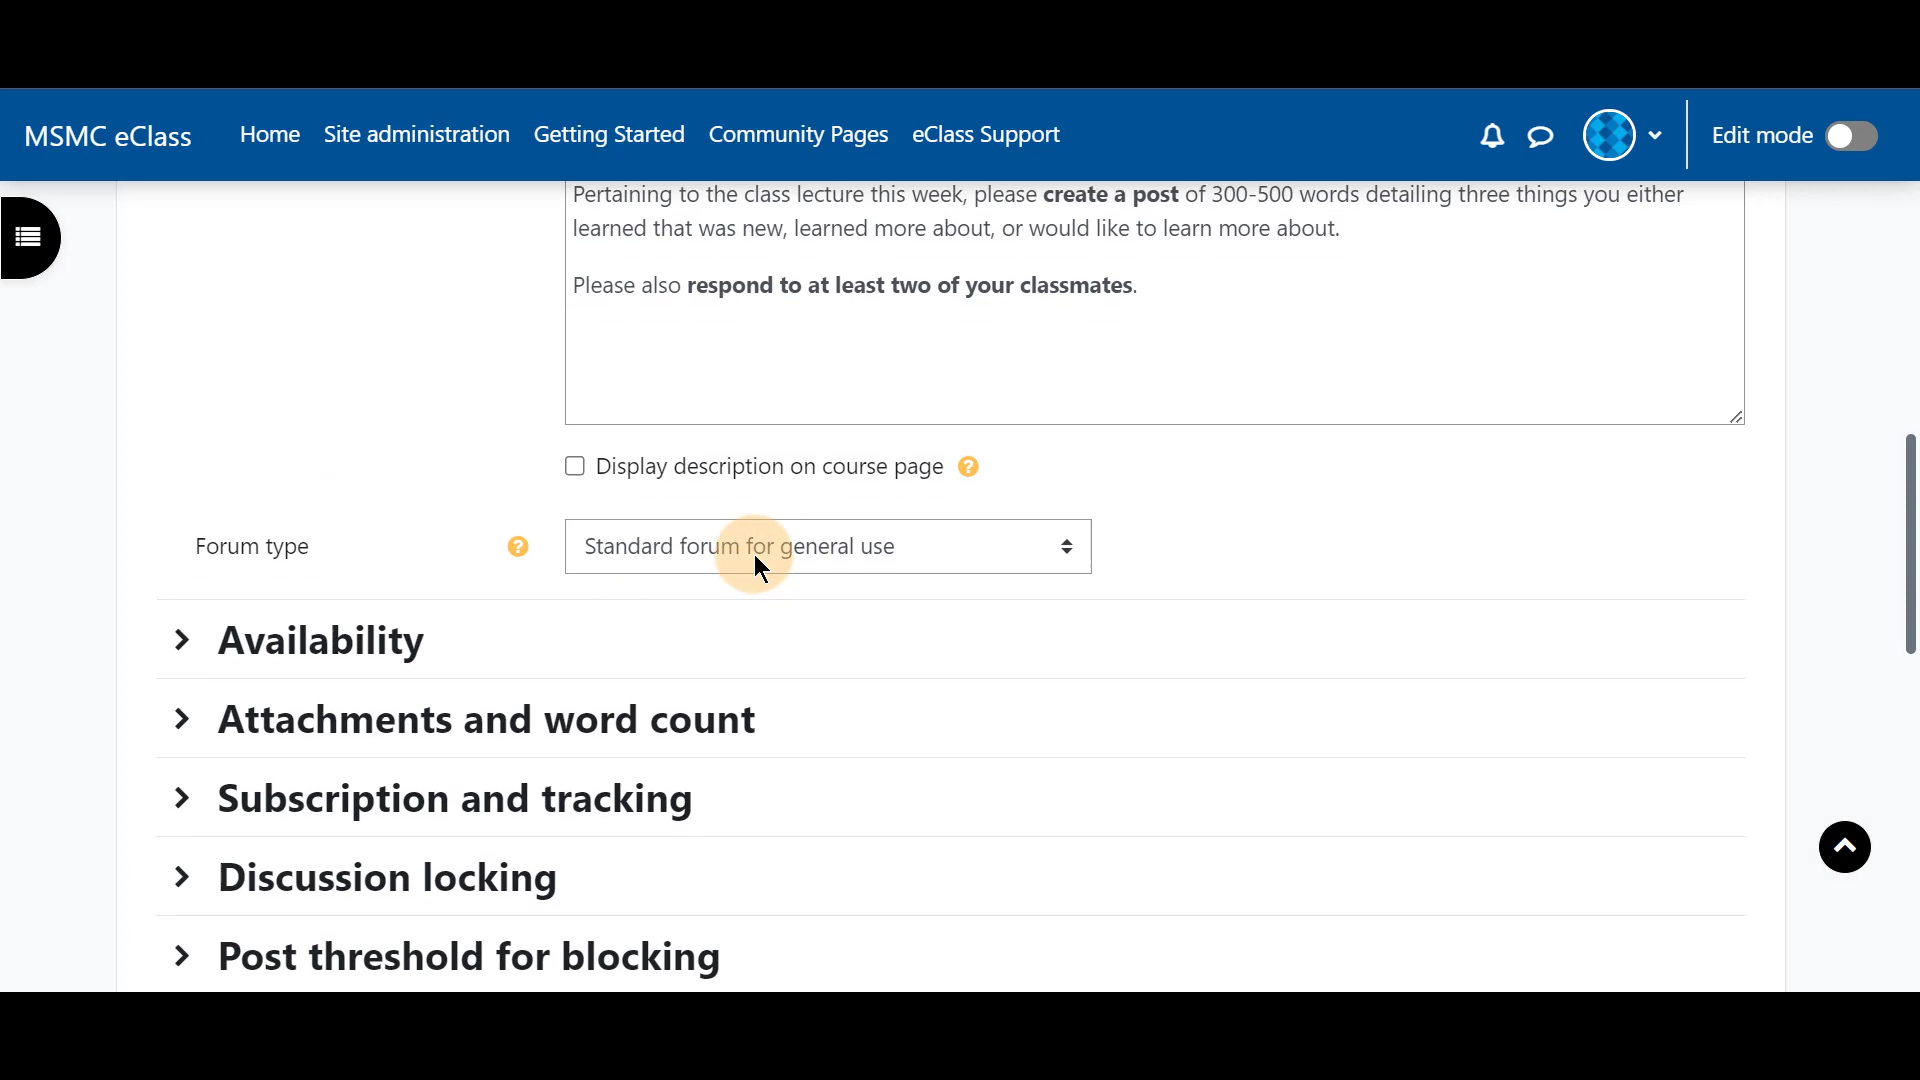 MSMC eClass Home Site administration Getting Started Community Pages eClass Support Edit mode
Pertaining to the class lecture this week, please create a post of 300-500 words detailing three things you either
learned that was new, learned more about, or would like to learn more about.
Please also respond to at least two of your classmates.
Display description on course page ?
Forum type ? Standard forum for general use
Availability
Attachments and word count
Subscription and tracking
Discussion locking
Post threshold for blocking